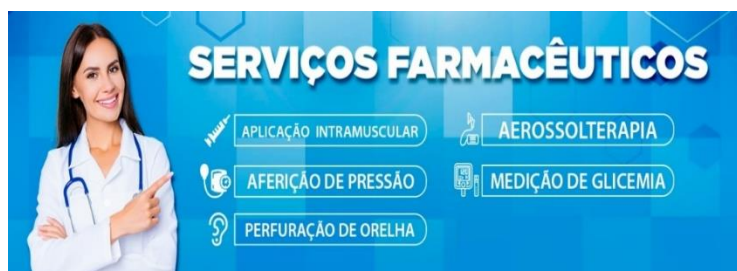 SERVIÇOS FARMACÊUTICOS
APLICAÇÃO INTRAMUSCULAR
AFERIÇÃO DE PRESSÃO
PERFURAÇÃO DE ORELHA
AEROSSOLTERAPIA
MEDIÇÃO DE GLICEMIA